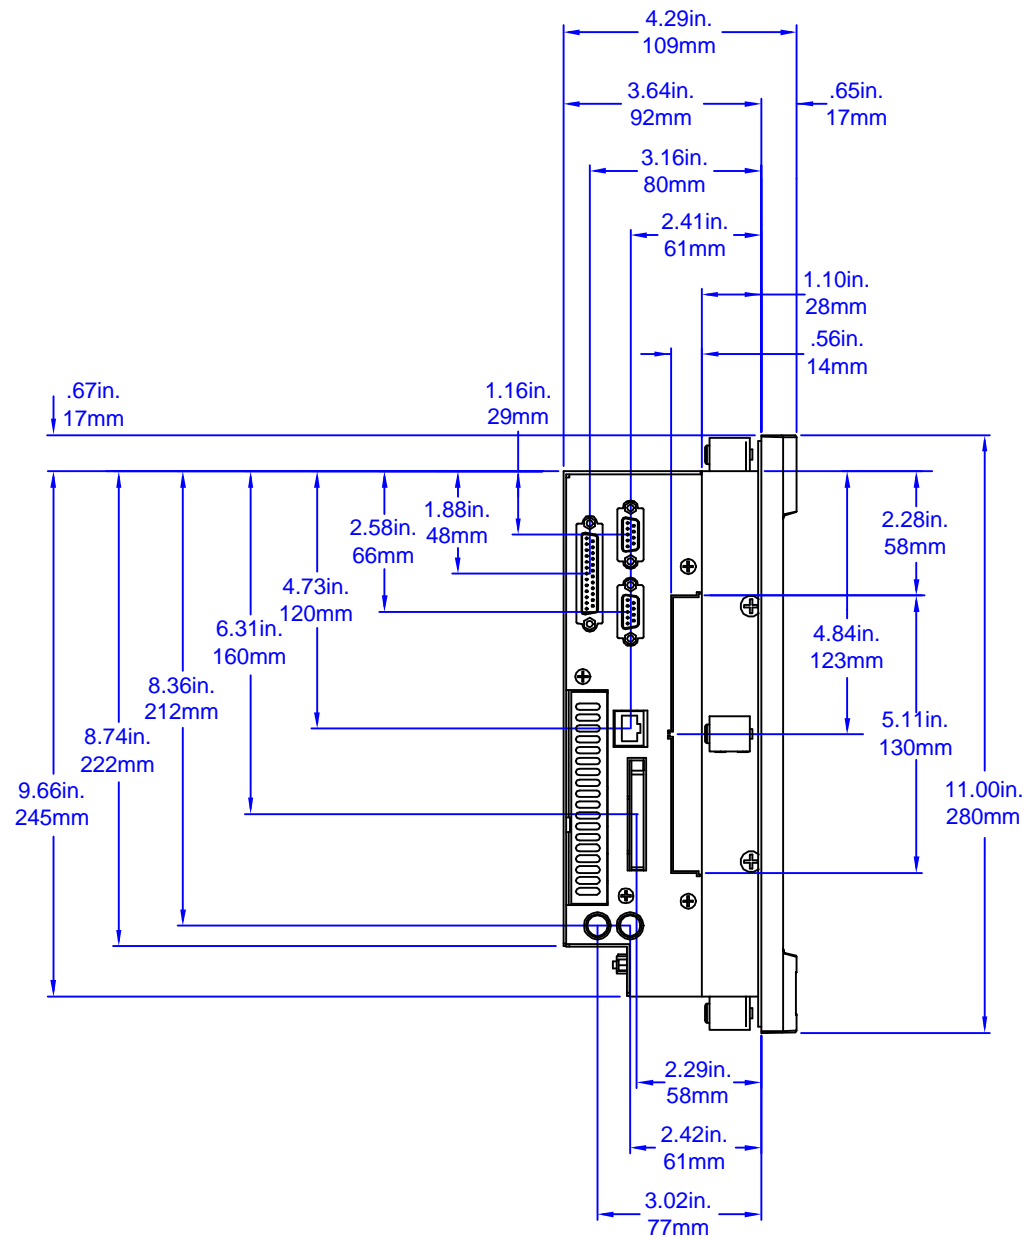 4.29in.
109mm
3.64in.
92mm
.65in.
17mm
3.16in.
80mm
2.41in.
61mm
1.10in.
28mm
.56in.
14mm
.67in.
17mm
1.16in.
29mm
1.88in.
48mm
2.58in.
66mm
2.28in.
58mm
4.73in.
120mm
6.31in.
160mm
4.84in.
123mm
8.36in.
212mm
5.11in.
130mm
8.74in.
222mm
9.66in.
245mm
11.00in.
280mm
2.29in.
58mm
2.42in.
61mm
3.02in.
77mm